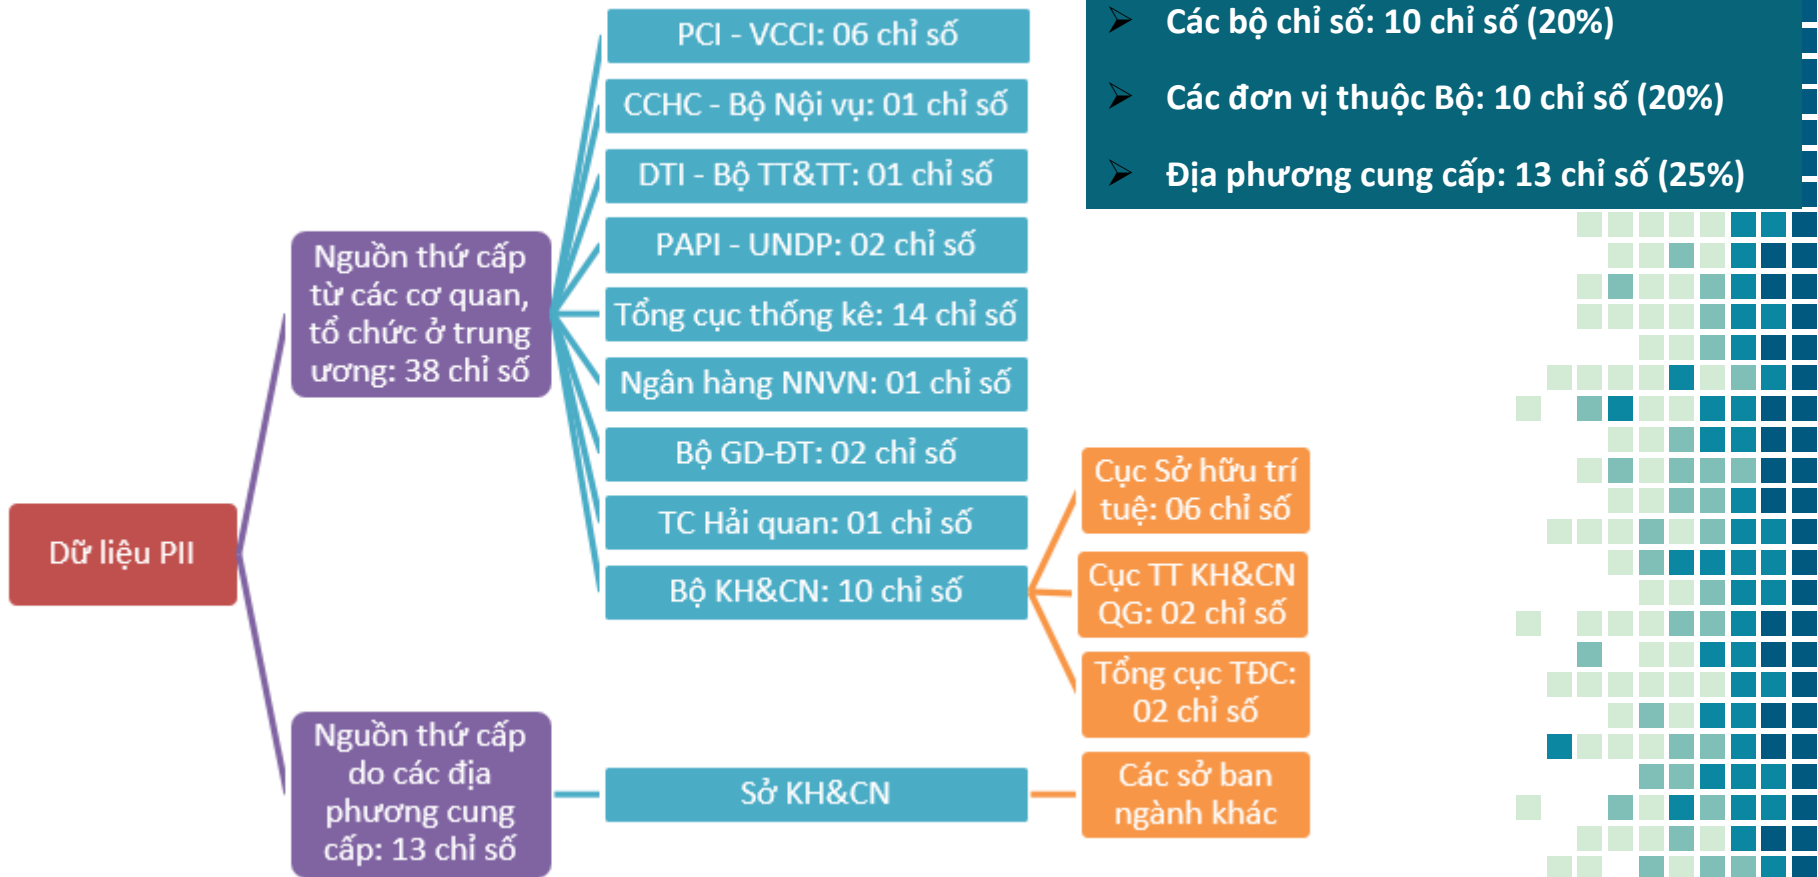 Các bộ chỉ số: 10 chỉ số (20%)
Các đơn vị thuộc Bộ: 10 chỉ số (20%)
Địa phương cung cấp: 13 chỉ số (25%)
Dữ liệu PII
Nguồn thứ cấp
từ các cơ quan,
tổ chức ở trung
ương: 38 chỉ số
PCI - VCCI: 06 chỉ số
CCHC - Bộ Nội vụ: 01 chỉ số
DTI - Bộ TT&TT: 01 chỉ số
PAPI - UNDP: 02 chỉ số
Tổng cục thống kê: 14 chỉ số
Ngân hàng NNVN: 01 chỉ số
Bộ GD-ĐT: 02 chỉ số
TC Hải quan: 01 chỉ số
Bộ KH&CN: 10 chỉ số
Cục Sở hữu trí
tuệ: 06 chỉ số
Cục TT KH&CN
QG: 02 chỉ số
Tổng cục TĐC:
02 chỉ số
Nguồn thứ cấp
do các địa
phương cung
cấp: 13 chỉ số
Sở KH&CN
Các sở ban
ngành khác